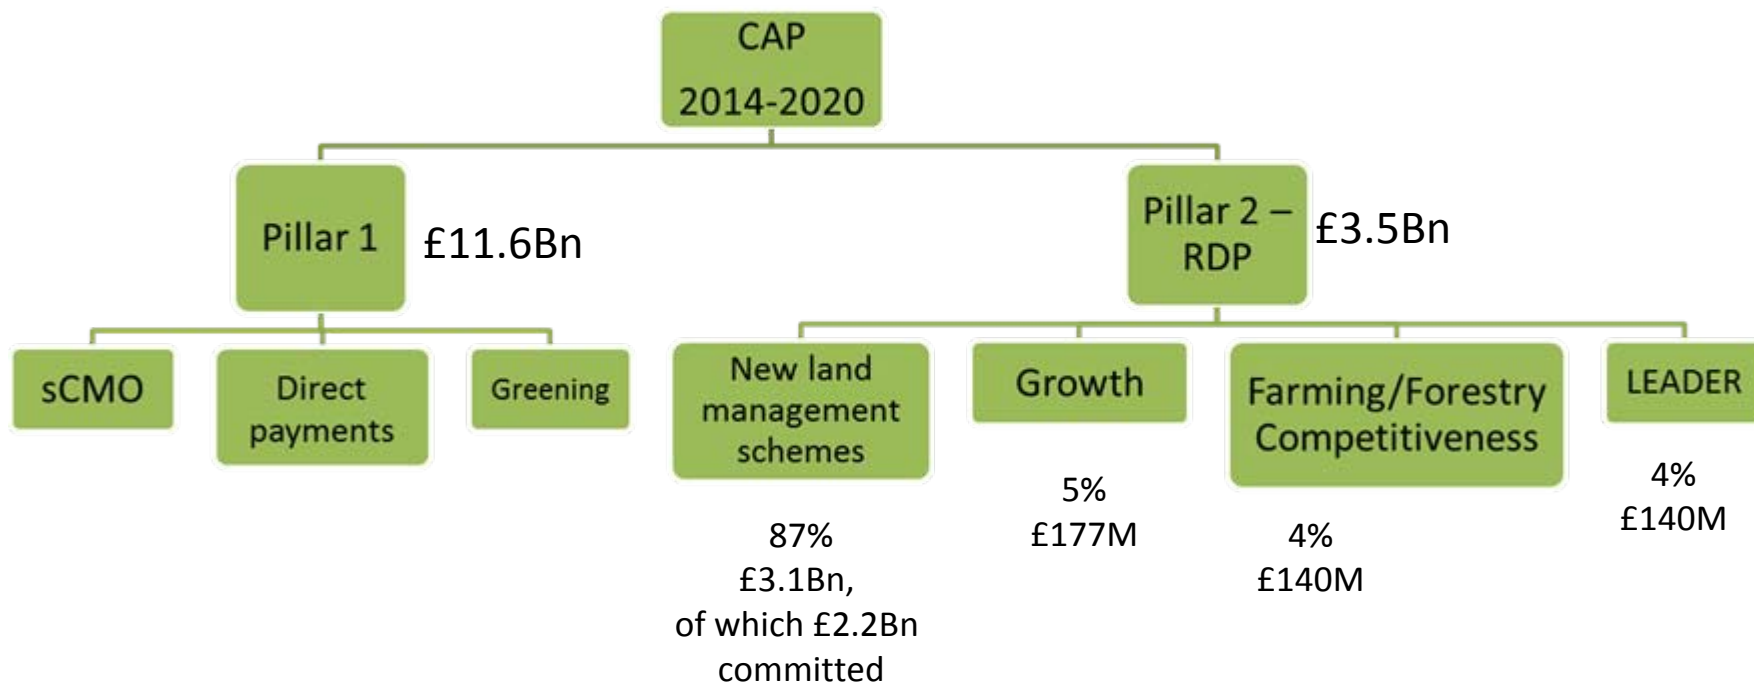 CAP
2014-2020
Pillar 1
£11.6Bn
Pillar 2 –
RDP
£3.5Bn
sCMO
Direct
payments
Greening
New land
management
schemes
Growth
Farming/Forestry
Competitiveness
LEADER
87%
£3.1Bn,
of which £2.2Bn
committed
5%
£177M
4%
£140M
4%
£140M